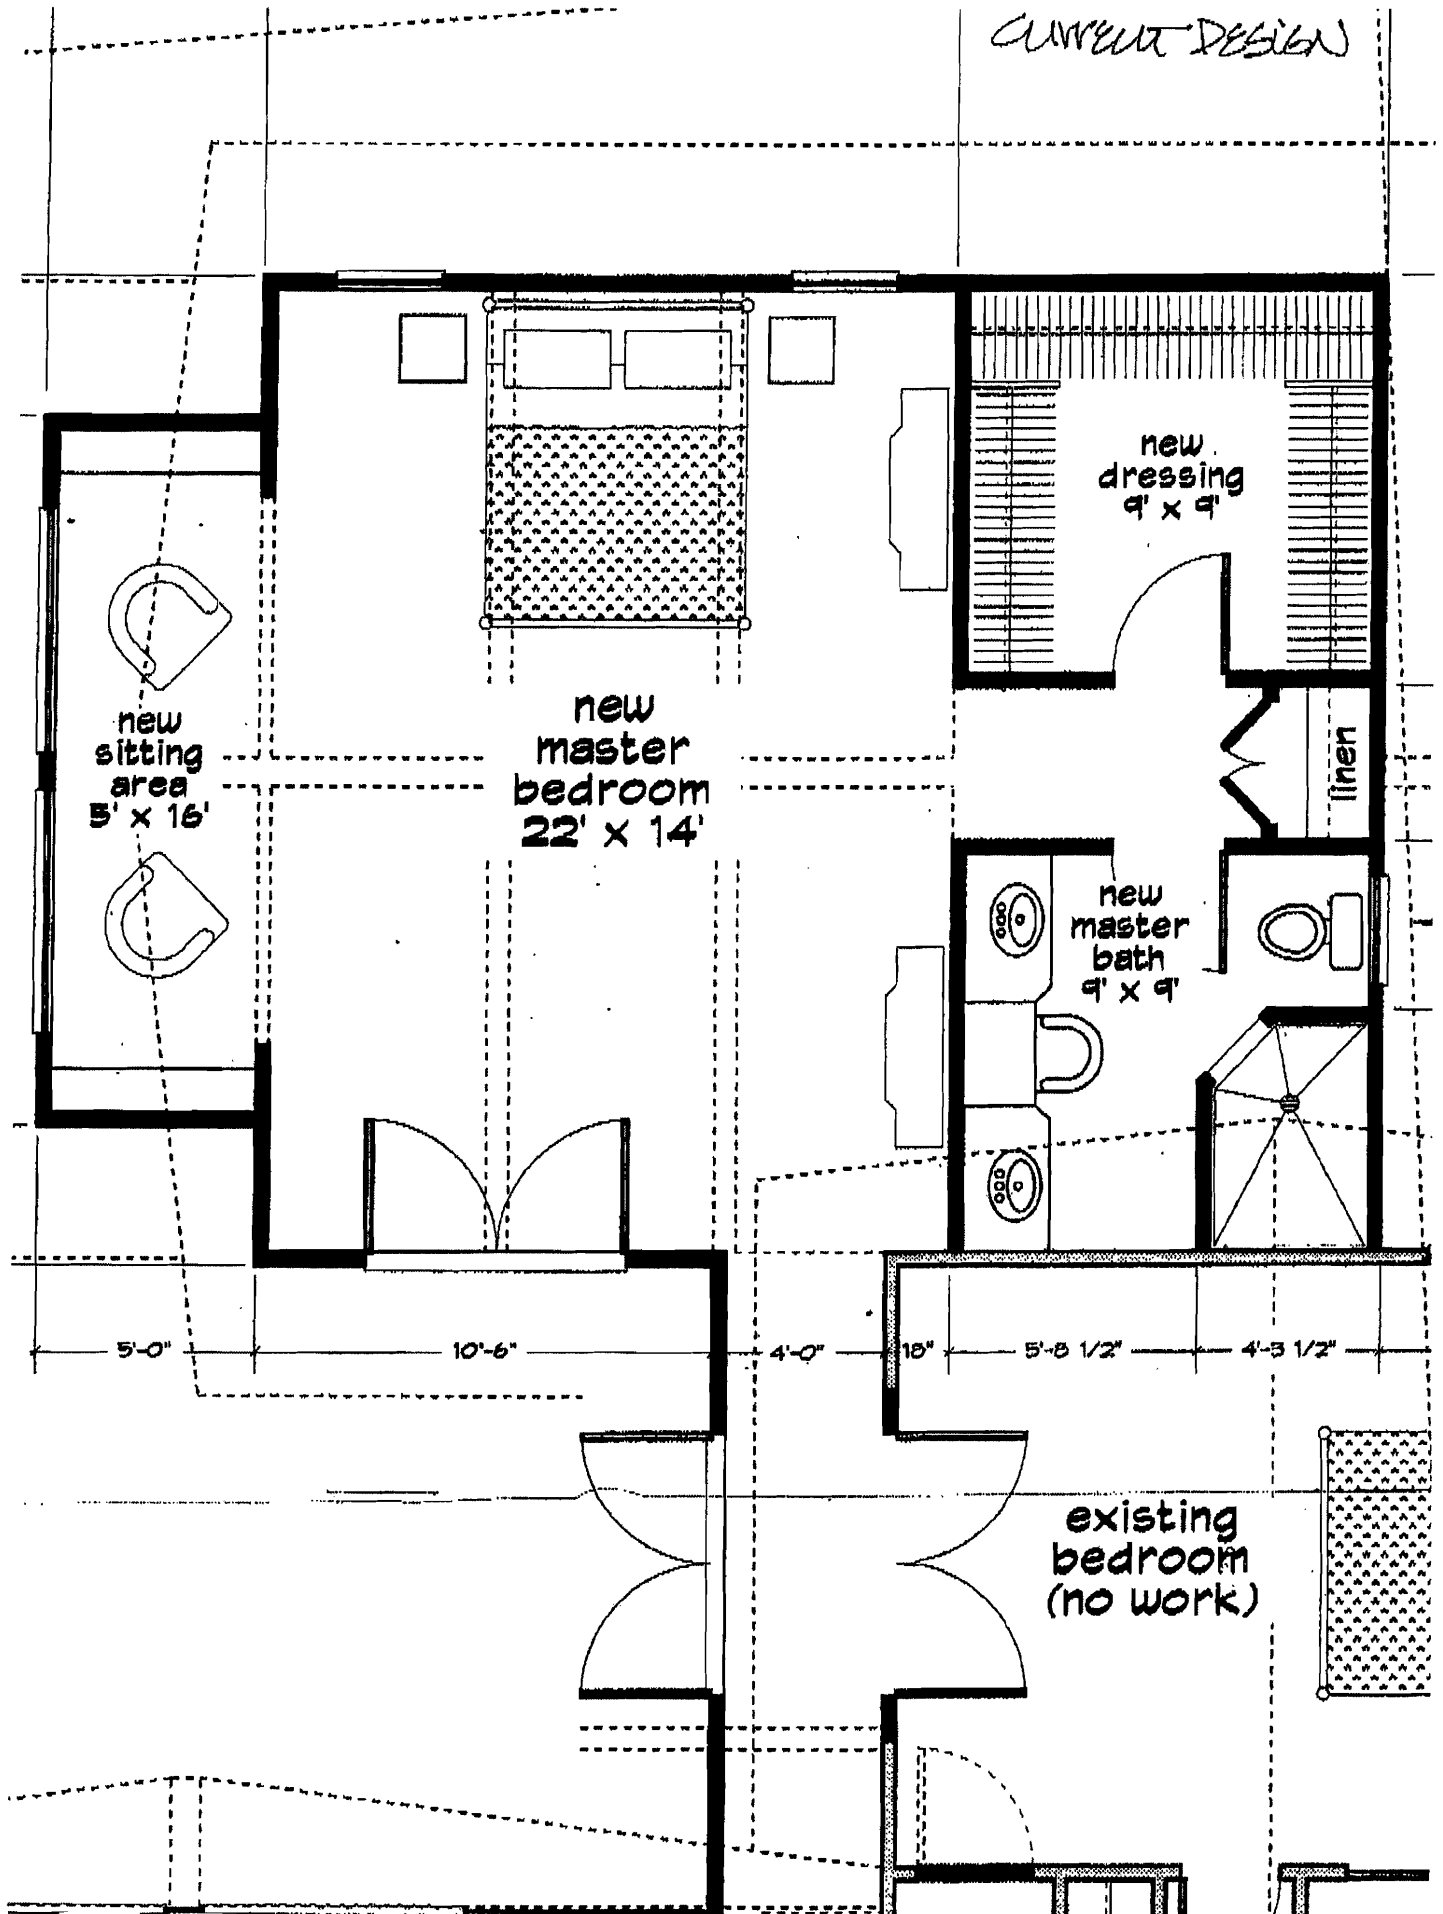 CURRENT DESIGN
new
dressing
9' x 9'
new
sitting
area
5' x 16'
new
master
bedroom
22' x 14'
linen
new
master
bath
9' x 9'
5'-0"
10'-6"
4'-0"
18"
5'-8 1/2"
4'-3 1/2"
existing
bedroom
(no work)